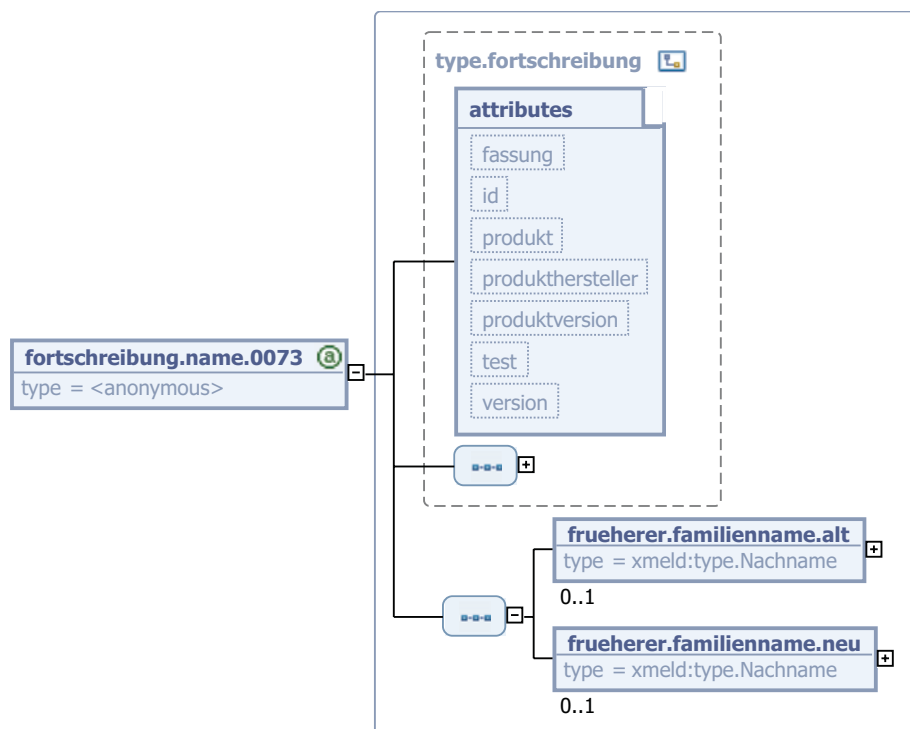 type.fortschreibung
attributes
fassung
id
produkt
produkthersteller
produktversion
test
version
fortschreibung.name.0073 a
type = <anonymous>
frueherer.familienname.alt
type = xmeld:type.Nachname
0..1
frueherer.familienname.neu
type = xmeld:type.Nachname
0..1